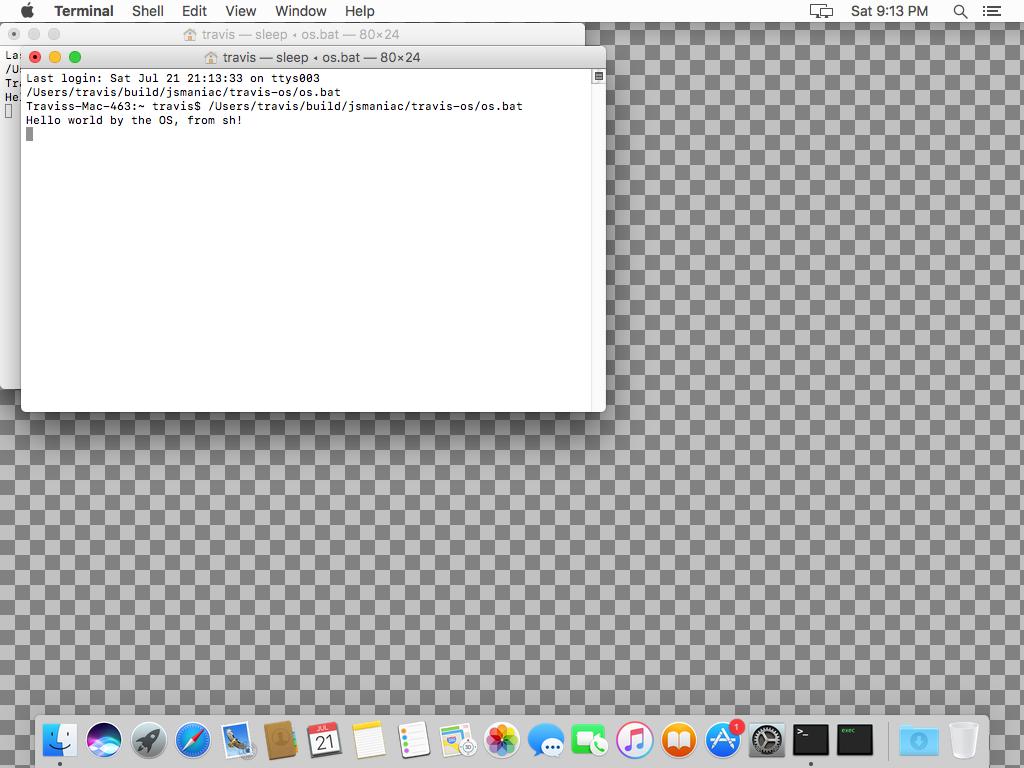 Terminal Shell Edit View Window Help Sat 9:13 PM
travis — sleep ◂ os.bat — 80×24
travis — sleep ◂ os.bat — 80×24
Last login: Sat Jul 21 21:13:33 on ttys003
/Users/travis/build/jsmaniac/travis-os/os.bat
Traviss-Mac-463:~ travis$ /Users/travis/build/jsmaniac/travis-os/os.bat
Hello world by the OS, from sh!
Las
/U
Tr
He
JUL
21
30
1
>_
exec